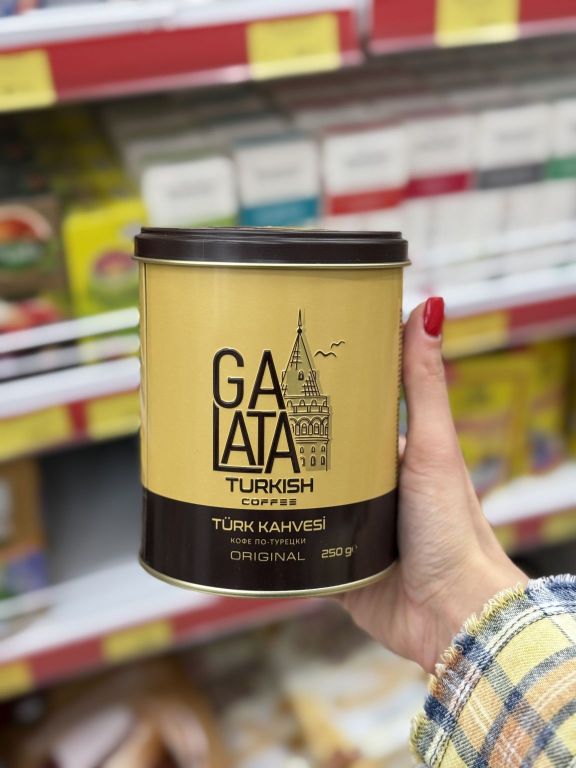 GA
LATA
TURKISH
COFFEE
TÜRK KAHVESİ
КОФЕ ПО-ТУРЕЦКИ
ORIGINAL 250 gr